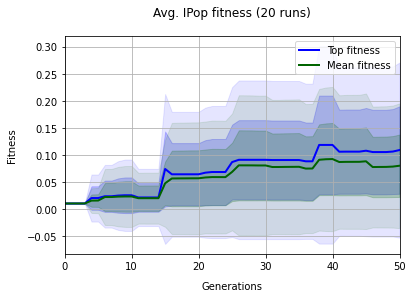 Avg. IPop fitness (20 runs)
Top fitness
Mean fitness
0.30
0.25
0.20
0.15
0.10
0.05
0.00
−0.05
Fitness
0 10 20 30 40 50
Generations